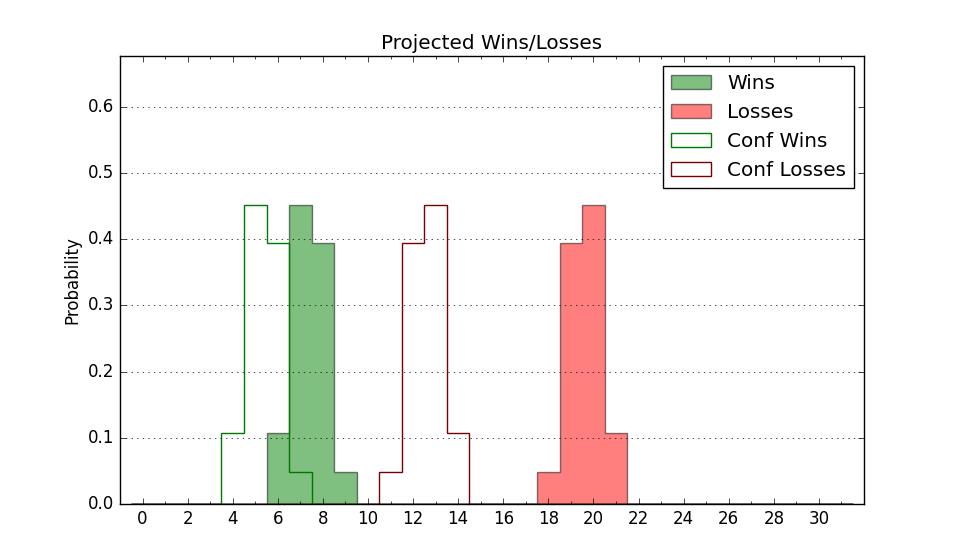 Projected Wins/Losses
Wins
Losses
Conf Wins
Conf Losses
Probability
0.6
0.5
0.4
0.3
0.2
0.1
0.0
0 2 4 6 8 10 12 14 16 18 20 22 24 26 28 30